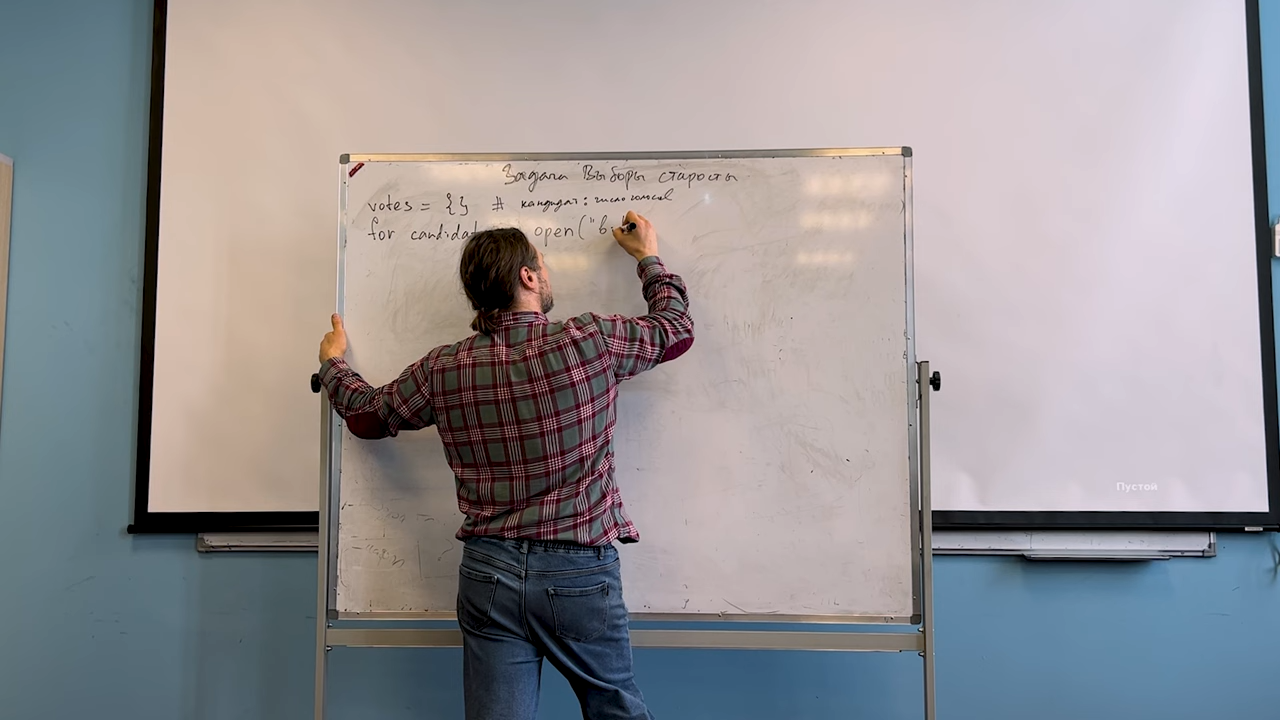 Задача Выборы старосты
votes = {} # кандидат: число голосов
for candidat open("b
Пустой